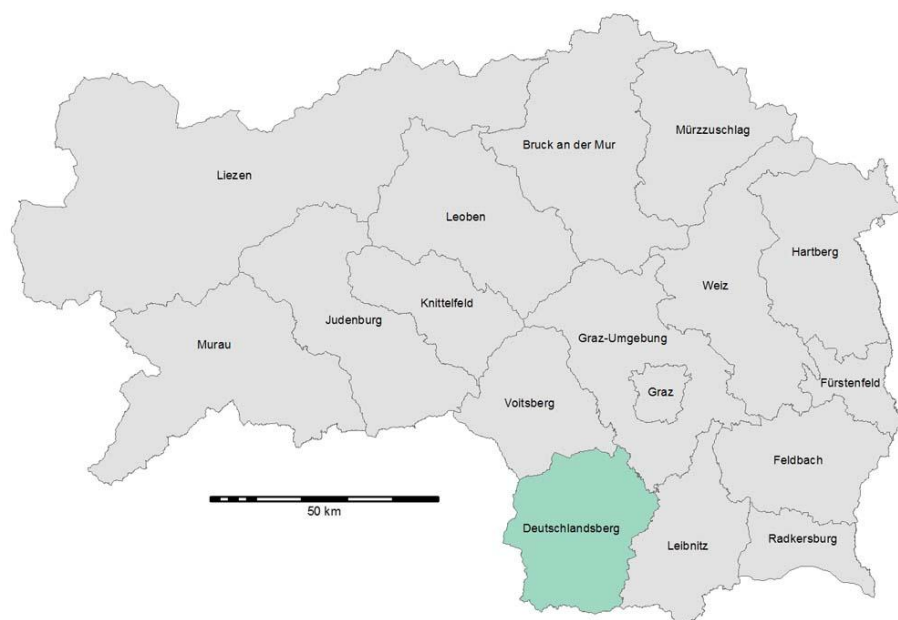 Mürzzuschlag
Bruck an der Mur
Liezen
Leoben
Hartberg
Weiz
Knittelfeld
Judenburg
Graz-Umgebung
Murau
Fürstenfeld
Graz
Voitsberg
Feldbach
50 km
Deutschlandsberg
Radkersburg
Leibnitz